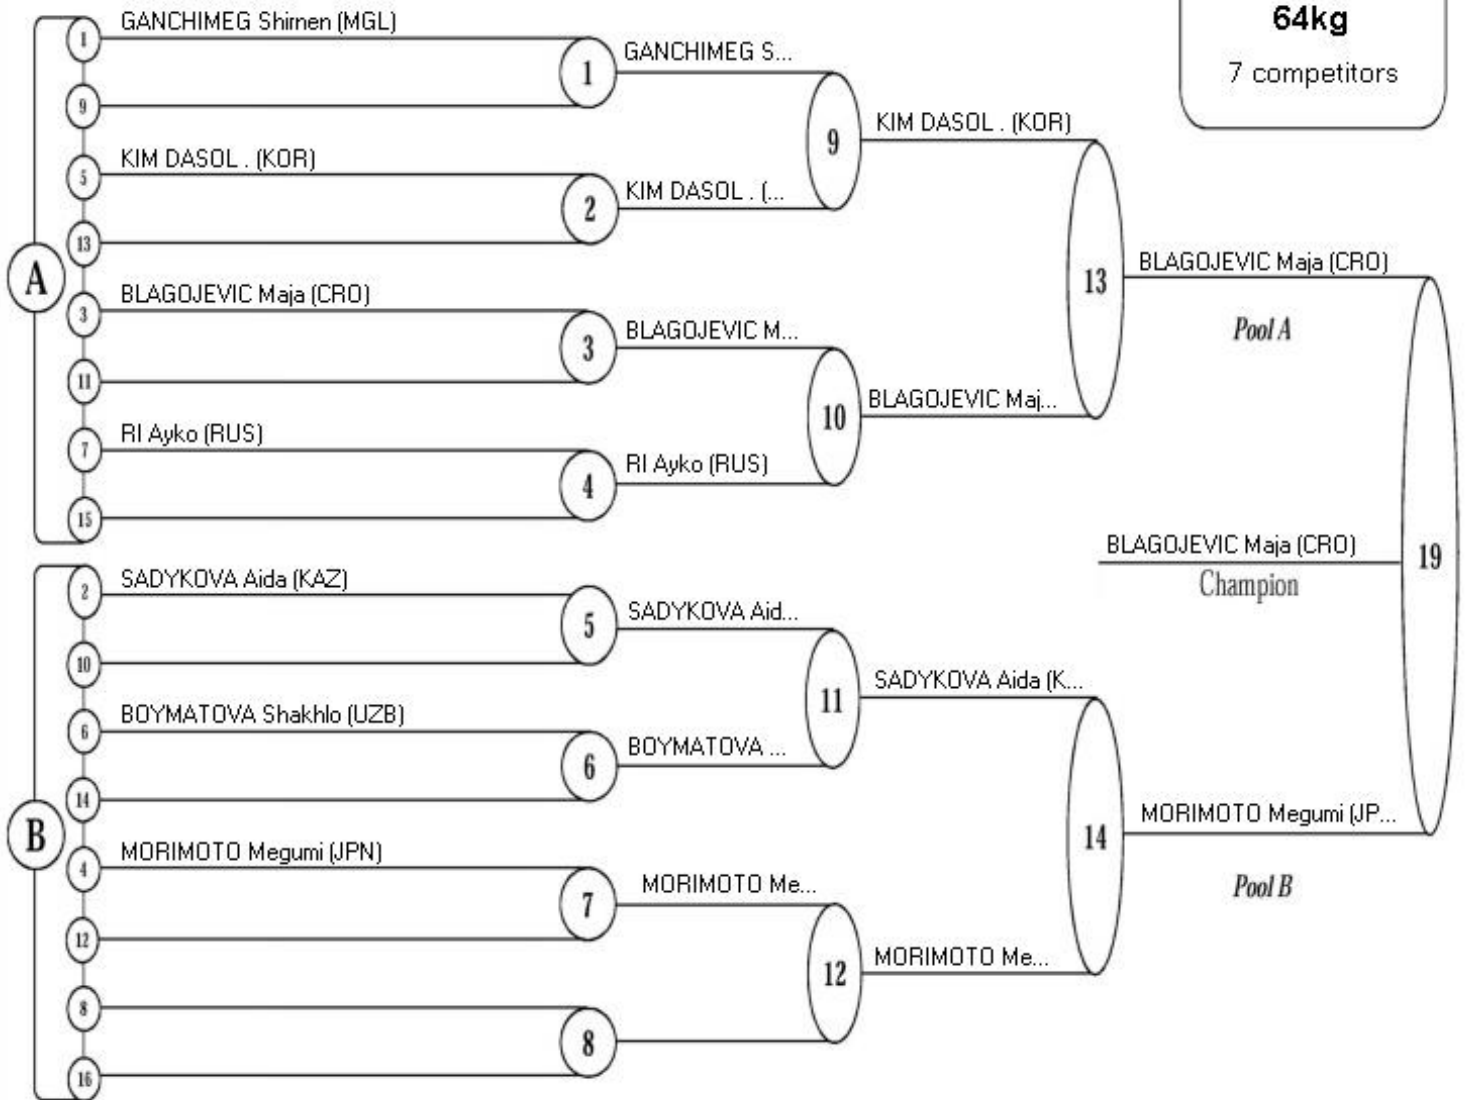 64kg
7 competitors
A
1
GANCHIMEG Shirnen (MGL)
9
1
GANCHIMEG S...
5
KIM DASOL . (KOR)
13
2
KIM DASOL . (...
9
KIM DASOL . (KOR)
3
BLAGOJEVIC Maja (CRO)
11
3
BLAGOJEVIC M...
7
RI Ayko (RUS)
15
4
RI Ayko (RUS)
10
BLAGOJEVIC Maj...
13
BLAGOJEVIC Maja (CRO)
Pool A
B
2
SADYKOVA Aida (KAZ)
10
5
SADYKOVA Aid...
6
BOYMATOVA Shakhlo (UZB)
14
6
BOYMATOVA ...
11
SADYKOVA Aida (K...
4
MORIMOTO Megumi (JPN)
12
7
MORIMOTO Me...
8
16
8
12
MORIMOTO Me...
14
MORIMOTO Megumi (JP...
Pool B
19
BLAGOJEVIC Maja (CRO)
Champion